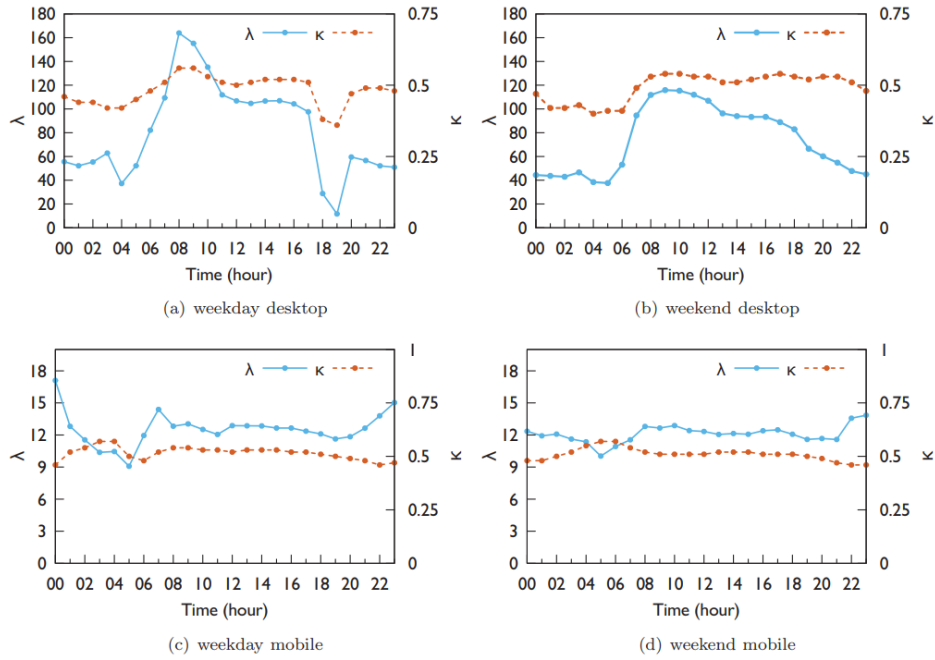 180
160
140
120
100
80
60
40
20
0
λ
0.75
0.5
0.25
0
κ
λ κ
00 02 04 06 08 10 12 14 16 18 20 22
Time (hour)
(a) weekday desktop
180
160
140
120
100
80
60
40
20
0
λ
0.75
0.5
0.25
0
κ
λ κ
00 02 04 06 08 10 12 14 16 18 20 22
Time (hour)
(b) weekend desktop
18
15
12
9
6
3
0
λ
1
0.75
0.5
0.25
0
κ
λ κ
00 02 04 06 08 10 12 14 16 18 20 22
Time (hour)
(c) weekday mobile
18
15
12
9
6
3
0
λ
1
0.75
0.5
0.25
0
κ
λ κ
00 02 04 06 08 10 12 14 16 18 20 22
Time (hour)
(d) weekend mobile